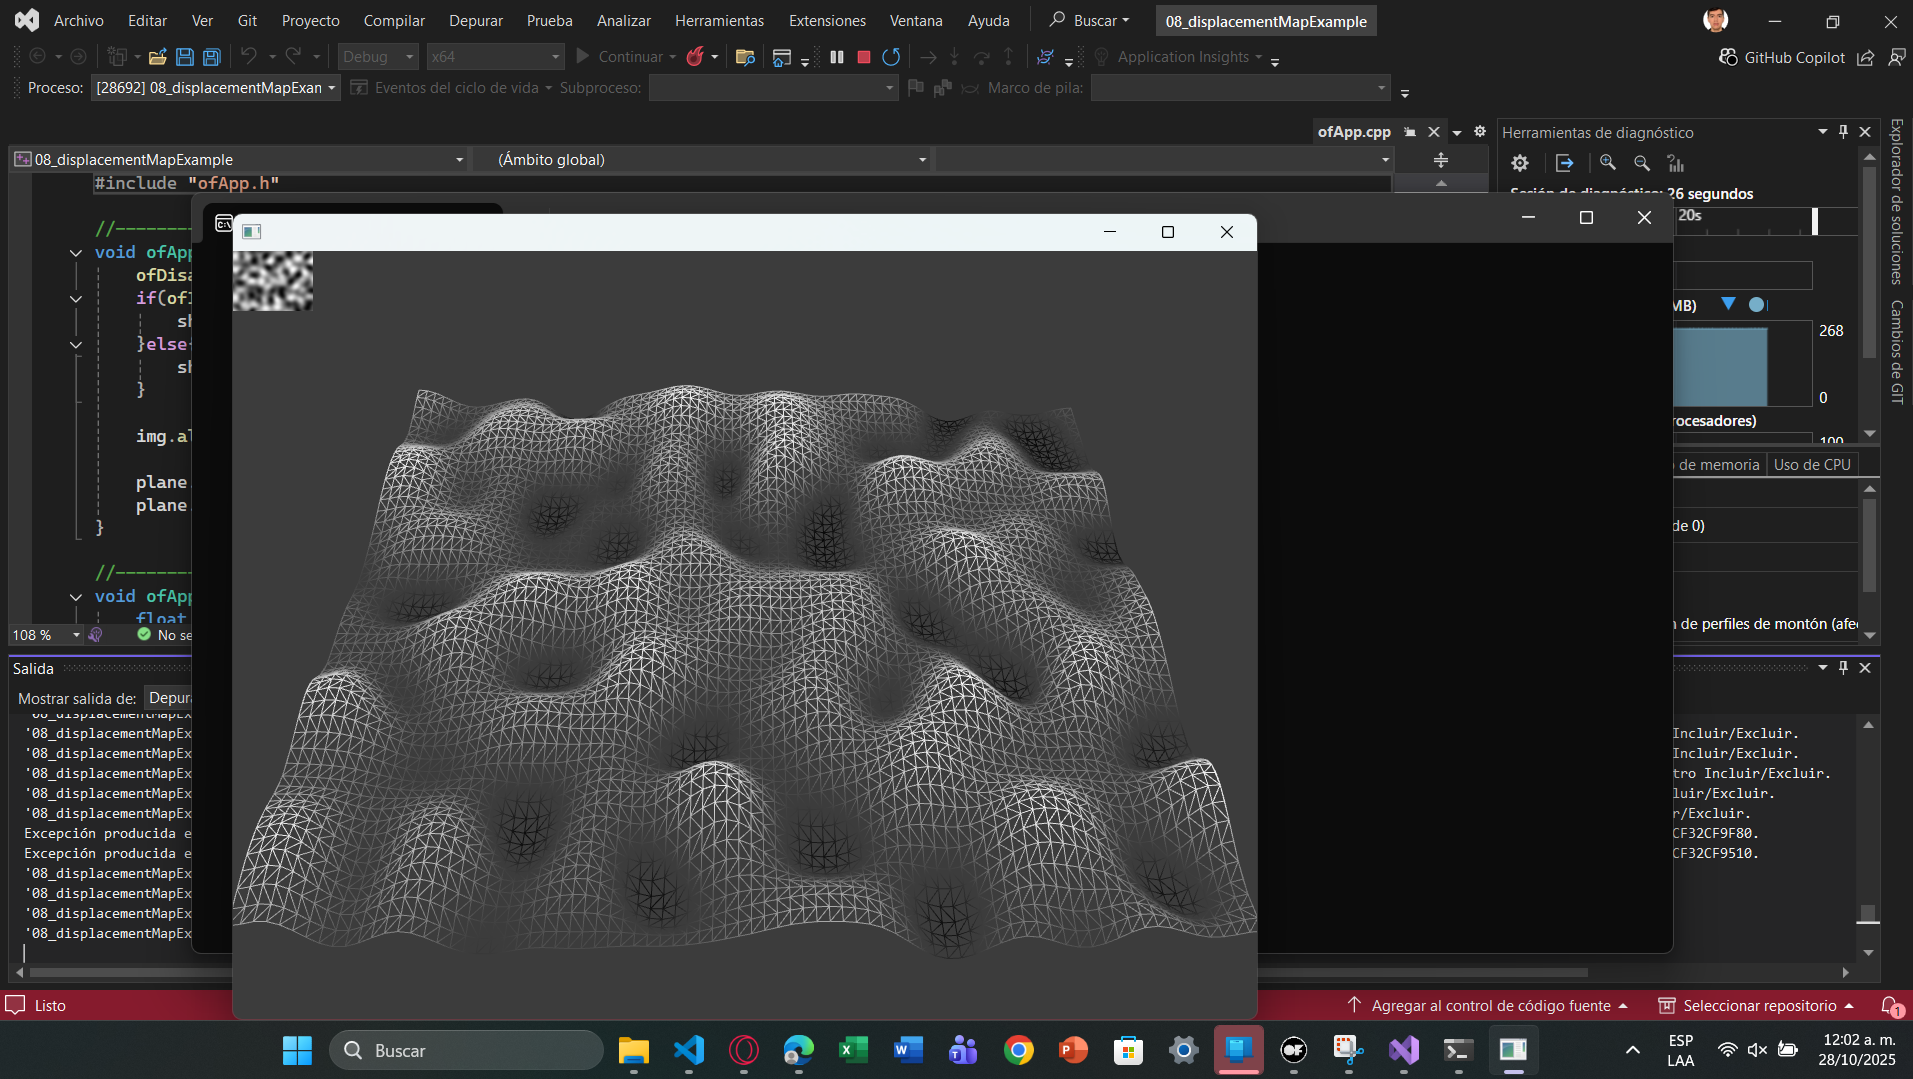 Archivo Editar Ver Git Proyecto Compilar Depurar Prueba Analizar Herramientas Extensiones Ventana Ayuda Buscar 08_displacementMapExample
Debug x64 Continuar Application Insights GitHub Copilot
Proceso: [28692] 08_displacementMapExan Eventos del ciclo de vida Subproceso: Marco de pila:
ofApp.cpp Herramientas de diagnóstico
08_displacementMapExample (Ámbito global)
#include "ofApp.h"
Sesión de diagnóstico: 26 segundos
20s
//---------
void ofApp
ofDisa
if(of
sh
}else{
sh
}
img.al
plane
plane
}
//---------
void ofApp
float
MB)
268
0
rocesadores)
100
de memoria Uso de CPU
de 0)
n de perfiles de montón (afec
108 % No se
Salida
Mostrar salida de: Depura
'08_displacementMapEx
'08_displacementMapEx Incluir/Excluir.
'08_displacementMapEx Incluir/Excluir.
'08_displacementMapEx tro Incluir/Excluir.
'08_displacementMapEx luir/Excluir.
'08_displacementMapEx r/Excluir.
Excepción producida e CF32CF9F80.
Excepción producida e CF32CF9510.
'08_displacementMapEx
'08_displacementMapEx
'08_displacementMapEx
'08_displacementMapEx
Explorador de soluciones
Cambios de GIT
Listo Agregar al control de código fuente Seleccionar repositorio 1
Buscar
ESP
LAA
12:02 a. m.
28/10/2025